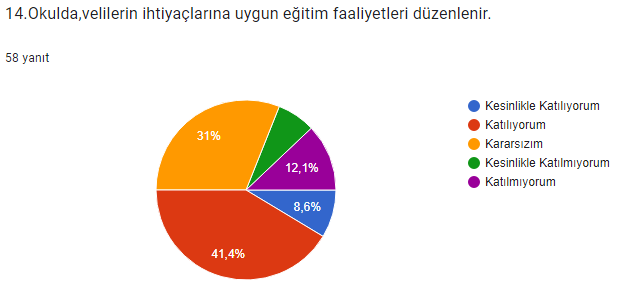 14.Okulda,velilerin ihtiyaçlarına uygun eğitim faaliyetleri düzenlenir.
58 yanıt
Kesinlikle Katılıyorum
Katılıyorum
Kararsızım
Kesinlikle Katılmıyorum
Katılmıyorum
31%
12,1%
8,6%
41,4%